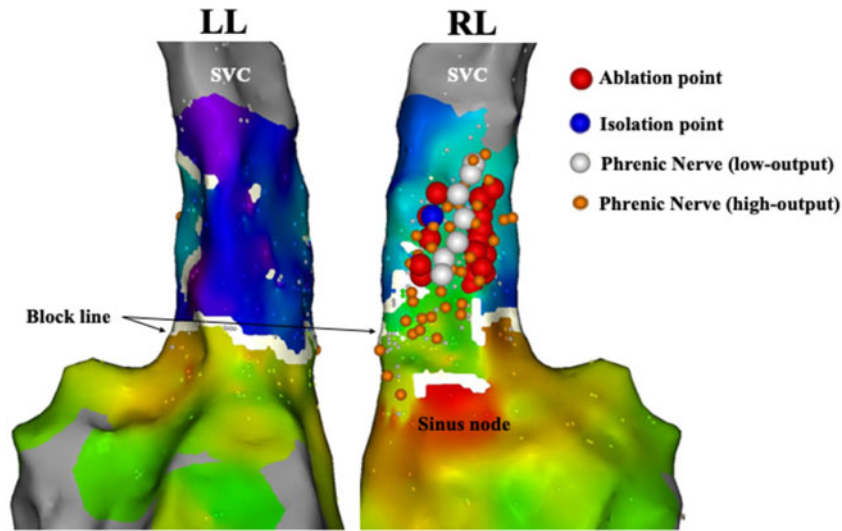 LL
RL
SVC
SVC
Ablation point
Isolation point
Phrenic Nerve (low-output)
Phrenic Nerve (high-output)
Block line
Sinus node